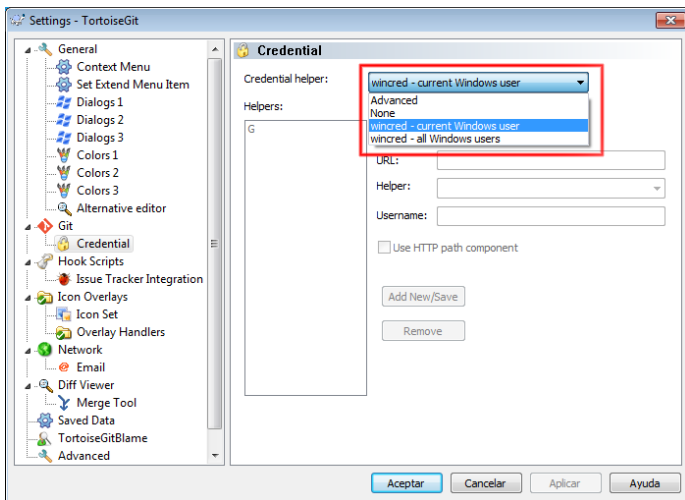 Settings - TortoiseGit
General
Context Menu
Set Extend Menu Item
Dialogs 1
Dialogs 2
Dialogs 3
Colors 1
Colors 2
Colors 3
Alternative editor
Git
Credential
Hook Scripts
Issue Tracker Integration
Icon Overlays
Icon Set
Overlay Handlers
Network
Email
Diff Viewer
Merge Tool
Saved Data
TortoiseGitBlame
Advanced
Credential
Credential helper:
wincred - current Windows user
Advanced
None
wincred - current Windows user
wincred - all Windows users
Helpers:
G
URL:
Helper:
Username:
Use HTTP path component
Add New/Save
Remove
Aceptar
Cancelar
Aplicar
Ayuda